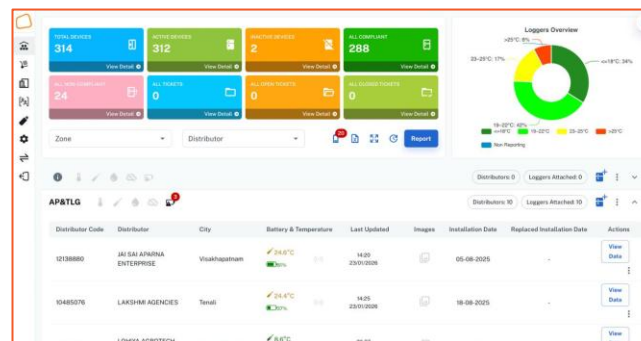 TOTAL DEVICES
314
View Detail
ACTIVE DEVICES
312
View Detail
INACTIVE DEVICES
2
View Detail
ALL COMPLIANT
288
View Detail
ALL NON COMPLIANT
24
View Detail
ALL TICKETS
0
View Detail
ALL OPEN TICKETS
0
View Detail
ALL CLOSED TICKETS
0
View Detail
Loggers Overview
>25°C: 6%
23-25°C: 17%
<=18°C: 34%
19-22°C: 42%
<=18°C 19-22°C 23-25°C >25°C
Non Reporting
Zone
Distributor
20
Report
Distributors: 0 Loggers Attached: 0
AP&TLG
Distributors: 10 Loggers Attached: 10
Distributor Code Distributor City Battery & Temperature Last Updated Images Installation Date Replaced Installation Date Actions
12138880 JAI SAI APARNA ENTERPRISE Visakhapatnam 24.6°C 14:20 23/01/2026 05-08-2025 - View Data
10485076 LAKSHMI AGENCIES Tenali 24.4°C 14:25 23/01/2026 18-08-2025 - View Data
8.6°C View